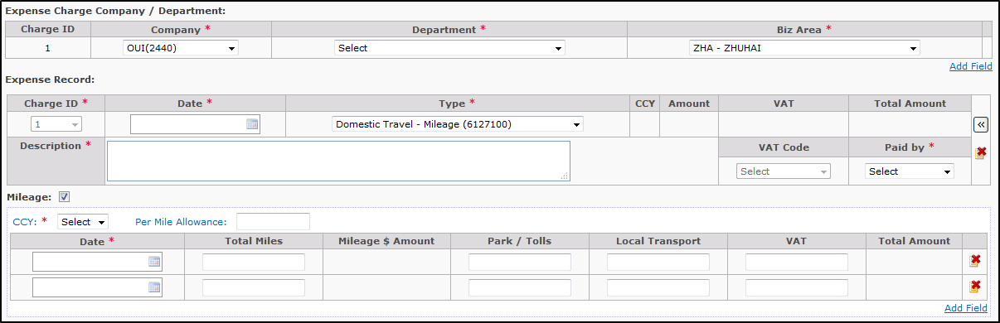 Expense Charge Company / Department:
Charge ID Company * Department * Biz Area *
1 OUI(2440) Select ZHA - ZHUHAI
Add Field
Expense Record:
Charge ID * Date * Type * CCY Amount VAT Total Amount
1 Domestic Travel - Mileage (6127100)
Description * VAT Code Paid by *
Select Select
Mileage:
CCY: * Select Per Mile Allowance:
Date * Total Miles Mileage $ Amount Park / Tolls Local Transport VAT Total Amount
Add Field